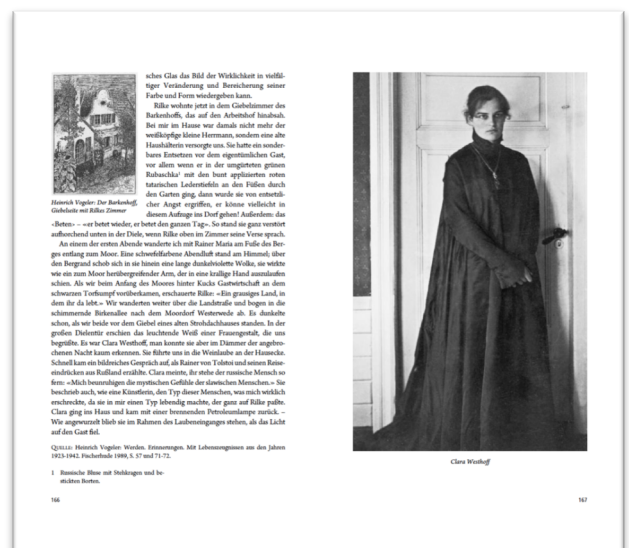 sches Glas das Bild der Wirklichkeit in vielfäl-
tiger Veränderung und Bereicherung seiner
Farbe und Form wiedergeben kann.
Rilke wohnte jetzt in dem Giebelzimmer des
Barkenhoffs, das auf den Arbeitshof hinabsah.
Bei mir im Hause war damals nicht mehr der
weißköpfige kleine Herrmann, sondern eine alte
Haushälterin versorgte uns. Sie hatte ein sonder-
bares Entsetzen vor dem eigentümlichen Gast,
vor allem wenn er in der umgürteten grünen
Rubaschka¹ mit den bunt applizierten roten
tatarischen Lederstiefeln an den Füßen durch
den Garten ging, dann wurde sie von entsetzli-
cher Angst ergriffen, er könne vielleicht in
diesem Aufzuge ins Dorf gehen! Außerdem: das
Heinrich Vogeler: Der Barkenhoff,
Giebelseite mit Rilkes Zimmer
‹Beten› – «er betet wieder, er betet den ganzen Tag». So stand sie ganz verstört
aufhorchend unten in der Diele, wenn Rilke oben im Zimmer seine Verse sprach.
An einem der ersten Abende wanderte ich mit Rainer Maria am Fuße des Ber-
ges entlang zum Moor. Eine schwefelfarbene Abendluft stand am Himmel; über
den Bergrand schob sich in sie hinein eine lange dunkelviolette Wolke, sie wirkte
wie ein zum Moor herübergreifender Arm, der in eine krallige Hand auszulaufen
schien. Als wir beim Anfang des Moores hinter Kucks Gastwirtschaft an dem
schwarzen Torfsumpf vorüberkamen, erschauerte Rilke: «Ein grausiges Land, in
dem ihr da lebt.» Wir wanderten weiter über die Landstraße und bogen in die
schimmernde Birkenallee nach dem Moordorf Westerwede ab. Es dunkelte
schon, als wir beide vor dem Giebel eines alten Strohdachhauses standen. In der
großen Dielentür erschien das leuchtende Weiß einer Frauengestalt, die uns
begrüßte. Es war Clara Westhoff, man konnte sie aber im Dämmer der angebro-
chenen Nacht kaum erkennen. Sie führte uns in die Weinlaube an der Hausecke.
Schnell kam ein bildreiches Gespräch auf, als Rainer von Tolstoi und seinen Reise-
eindrücken aus Rußland erzählte. Clara meinte, ihr stehe der russische Mensch so
fern: «Mich beunruhigen die mystischen Gefühle der slawischen Menschen.» Sie
beschrieb auch, wie eine Künstlerin, den Typ dieser Menschen, was mich wirklich
erschreckte, da sie in mir einen Typ lebendig machte, der ganz auf Rilke paßte.
Clara ging ins Haus und kam mit einer brennenden Petroleumlampe zurück. –
Wie angewurzelt blieb sie im Rahmen des Laubeneinganges stehen, als das Licht
auf den Gast fiel.
QUELLE: Heinrich Vogeler: Werden. Erinnerungen. Mit Lebenszeugnissen aus den Jahren
1923-1942. Fischerhude 1989, S. 57 und 71-72.
1 Russische Bluse mit Stehkragen und be-
stickten Borten.
166
Clara Westhoff
167